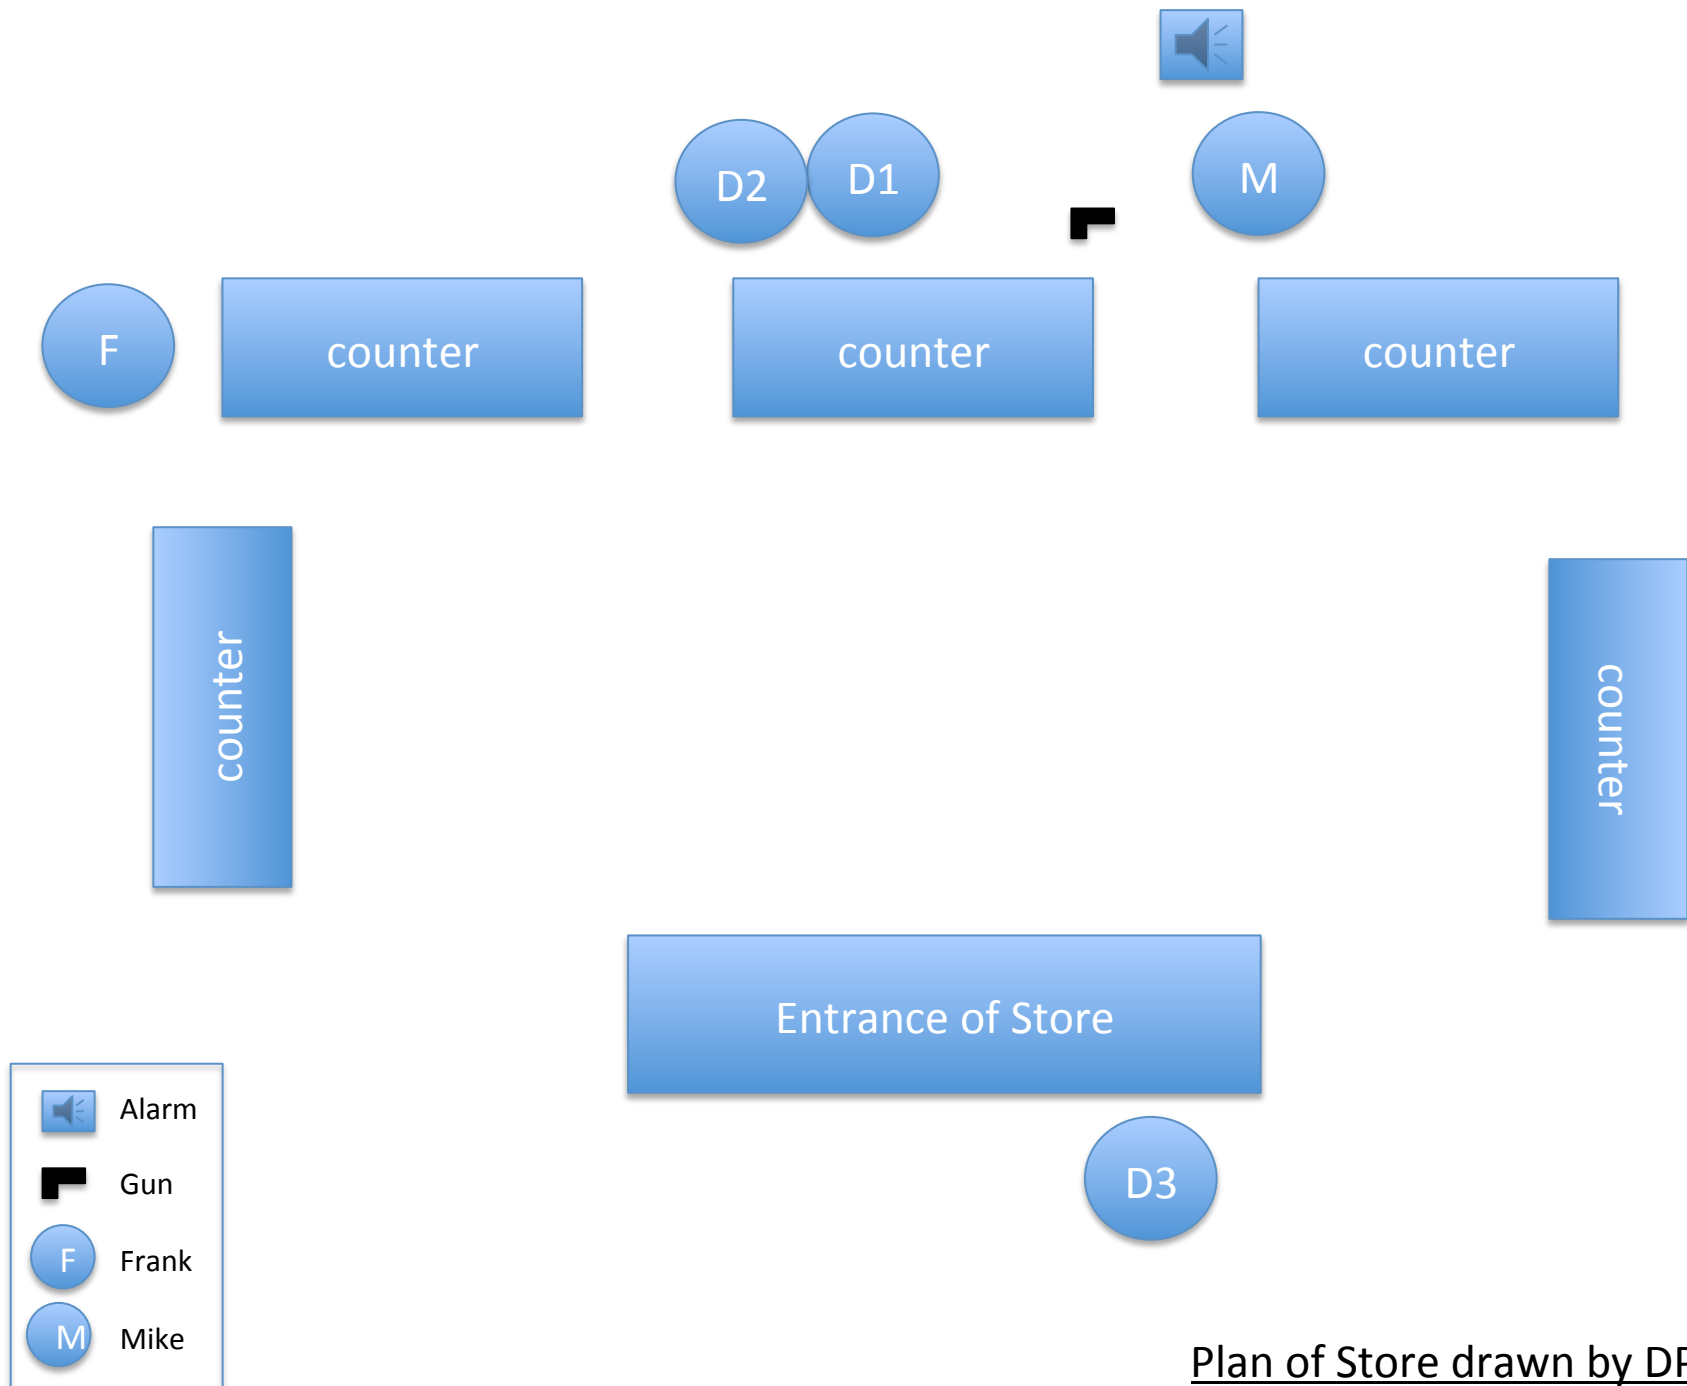 D2 D1 M
F counter counter counter
counter
counter
Entrance of Store
D3
Alarm
Gun
F Frank
M Mike
Plan of Store drawn by